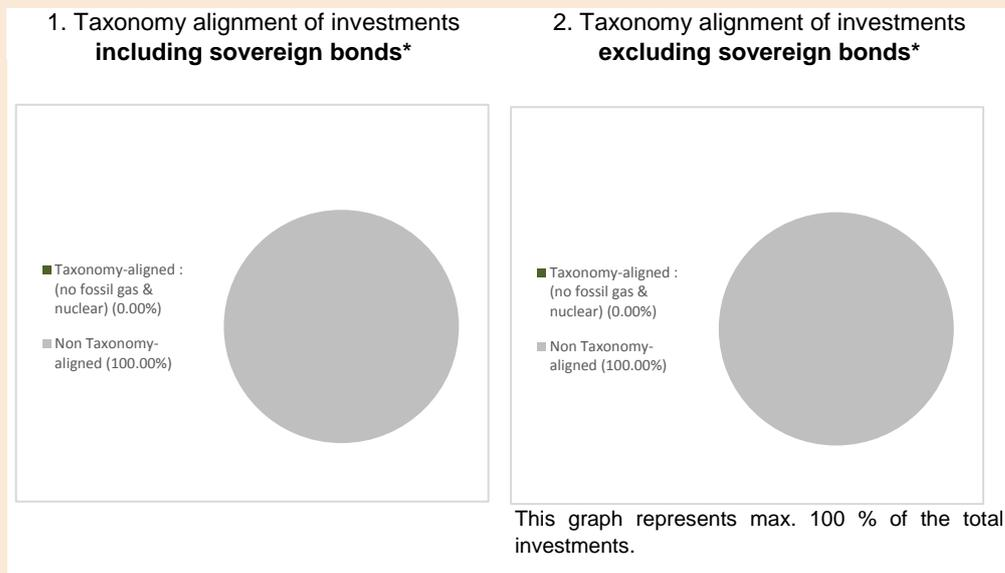 1. Taxonomy alignment of investments
including sovereign bonds*
Taxonomy-aligned :
(no fossil gas &
nuclear) (0.00%)
Non Taxonomy-
aligned (100.00%)
2. Taxonomy alignment of investments
excluding sovereign bonds*
Taxonomy-aligned :
(no fossil gas &
nuclear) (0.00%)
Non Taxonomy-
aligned (100.00%)
This graph represents max. 100 % of the total
investments.